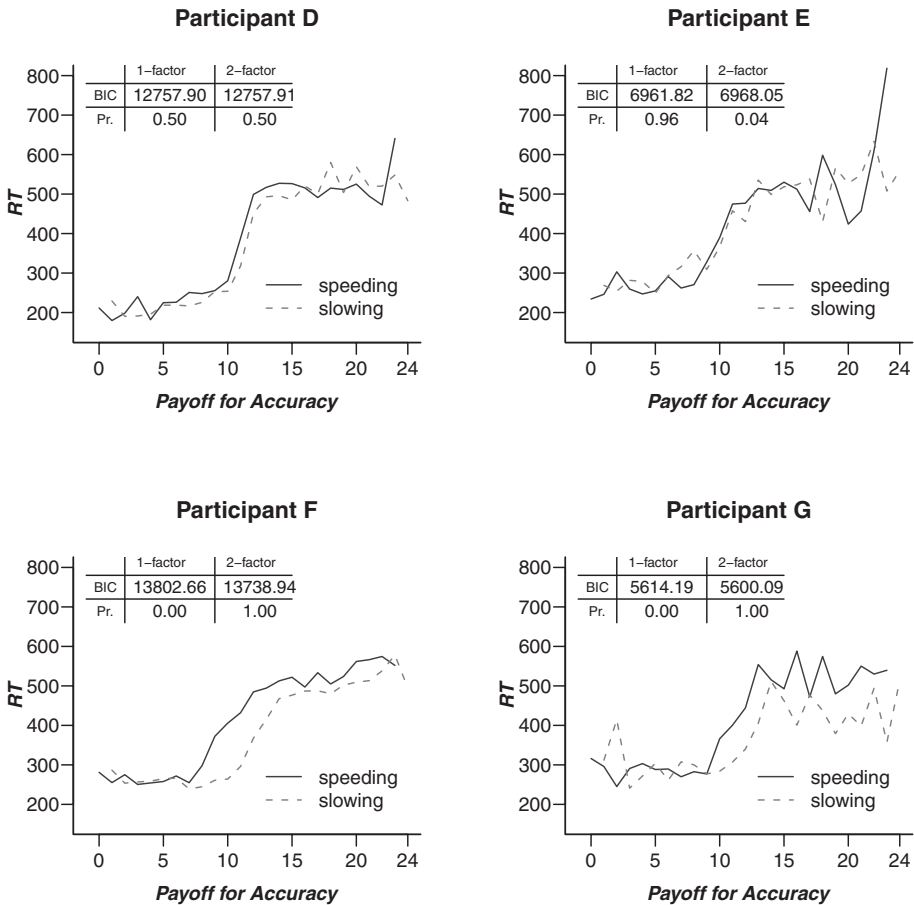 Participant D
1−factor 2−factor
BIC 12757.90 12757.91
Pr. 0.50 0.50
800
700
600
500
400
300
200
RT
speeding
slowing
0 5 10 15 20 24
Payoff for Accuracy
Participant E
1−factor 2−factor
BIC 6961.82 6968.05
Pr. 0.96 0.04
800
700
600
500
400
300
200
RT
speeding
slowing
0 5 10 15 20 24
Payoff for Accuracy
Participant F
1−factor 2−factor
BIC 13802.66 13738.94
Pr. 0.00 1.00
800
700
600
500
400
300
200
RT
speeding
slowing
0 5 10 15 20 24
Payoff for Accuracy
Participant G
1−factor 2−factor
BIC 5614.19 5600.09
Pr. 0.00 1.00
800
700
600
500
400
300
200
RT
speeding
slowing
0 5 10 15 20 24
Payoff for Accuracy